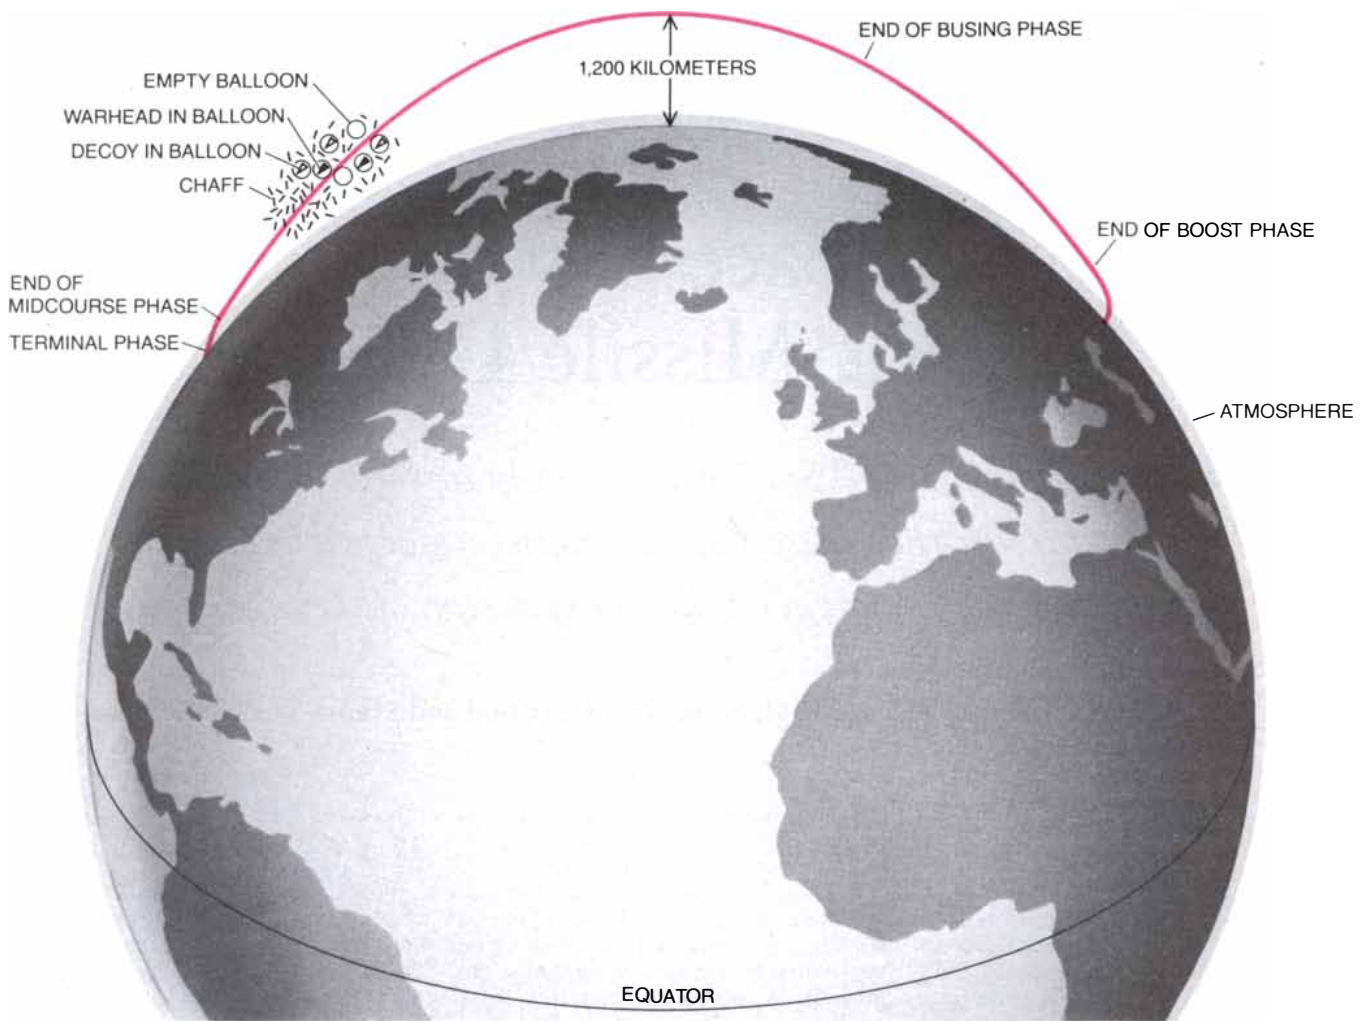 END OF BUSING PHASE
1,200 KILOMETERS
EMPTY BALLOON
WARHEAD IN BALLOON
DECOY IN BALLOON
CHAFF
END OF BOOST PHASE
END OF
MIDCOURSE PHASE
TERMINAL PHASE
ATMOSPHERE
EQUATOR